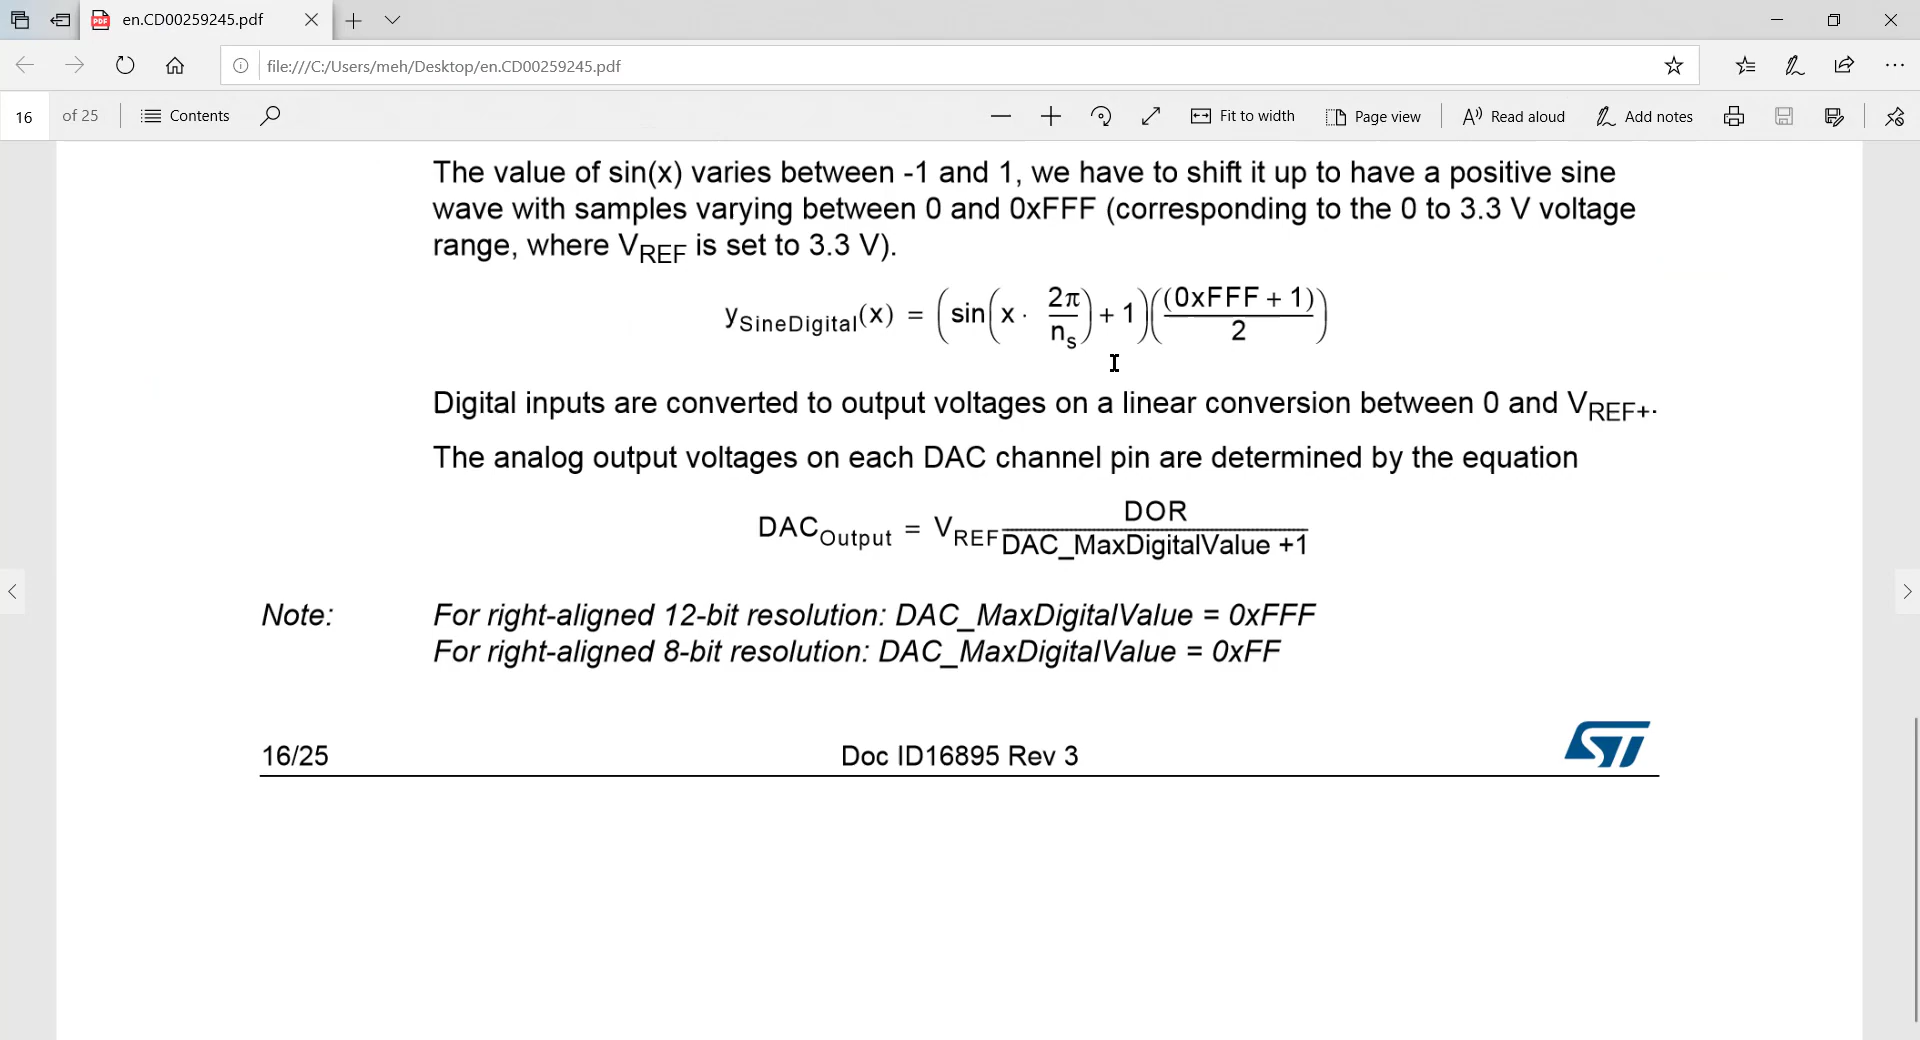 en.CD00259245.pdf
file:///C:/Users/meh/Desktop/en.CD00259245.pdf
16 of 25 Contents Fit to width Page view Read aloud Add notes
The value of sin(x) varies between -1 and 1, we have to shift it up to have a positive sine
wave with samples varying between 0 and 0xFFF (corresponding to the 0 to 3.3 V voltage
range, where VREF is set to 3.3 V).
ySineDigital(x) = (sin(x · 2π/ns) + 1)((0xFFF + 1)/2)
Digital inputs are converted to output voltages on a linear conversion between 0 and VREF+.
The analog output voltages on each DAC channel pin are determined by the equation
DACOutput = VREF DOR/DAC_MaxDigitalValue +1
Note: For right-aligned 12-bit resolution: DAC_MaxDigitalValue = 0xFFF
For right-aligned 8-bit resolution: DAC_MaxDigitalValue = 0xFF
16/25 Doc ID16895 Rev 3 ST